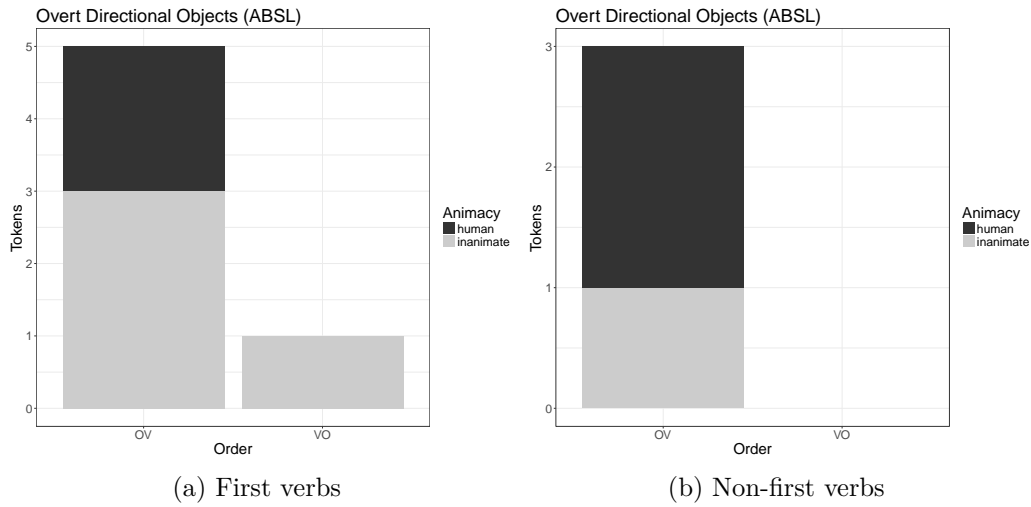 Overt Directional Objects (ABSL)
5
4
3
2
1
0
Tokens
OV
VO
Order
Animacy
human
inanimate
(a) First verbs
Overt Directional Objects (ABSL)
3
2
1
0
Tokens
OV
VO
Order
Animacy
human
inanimate
(b) Non-first verbs